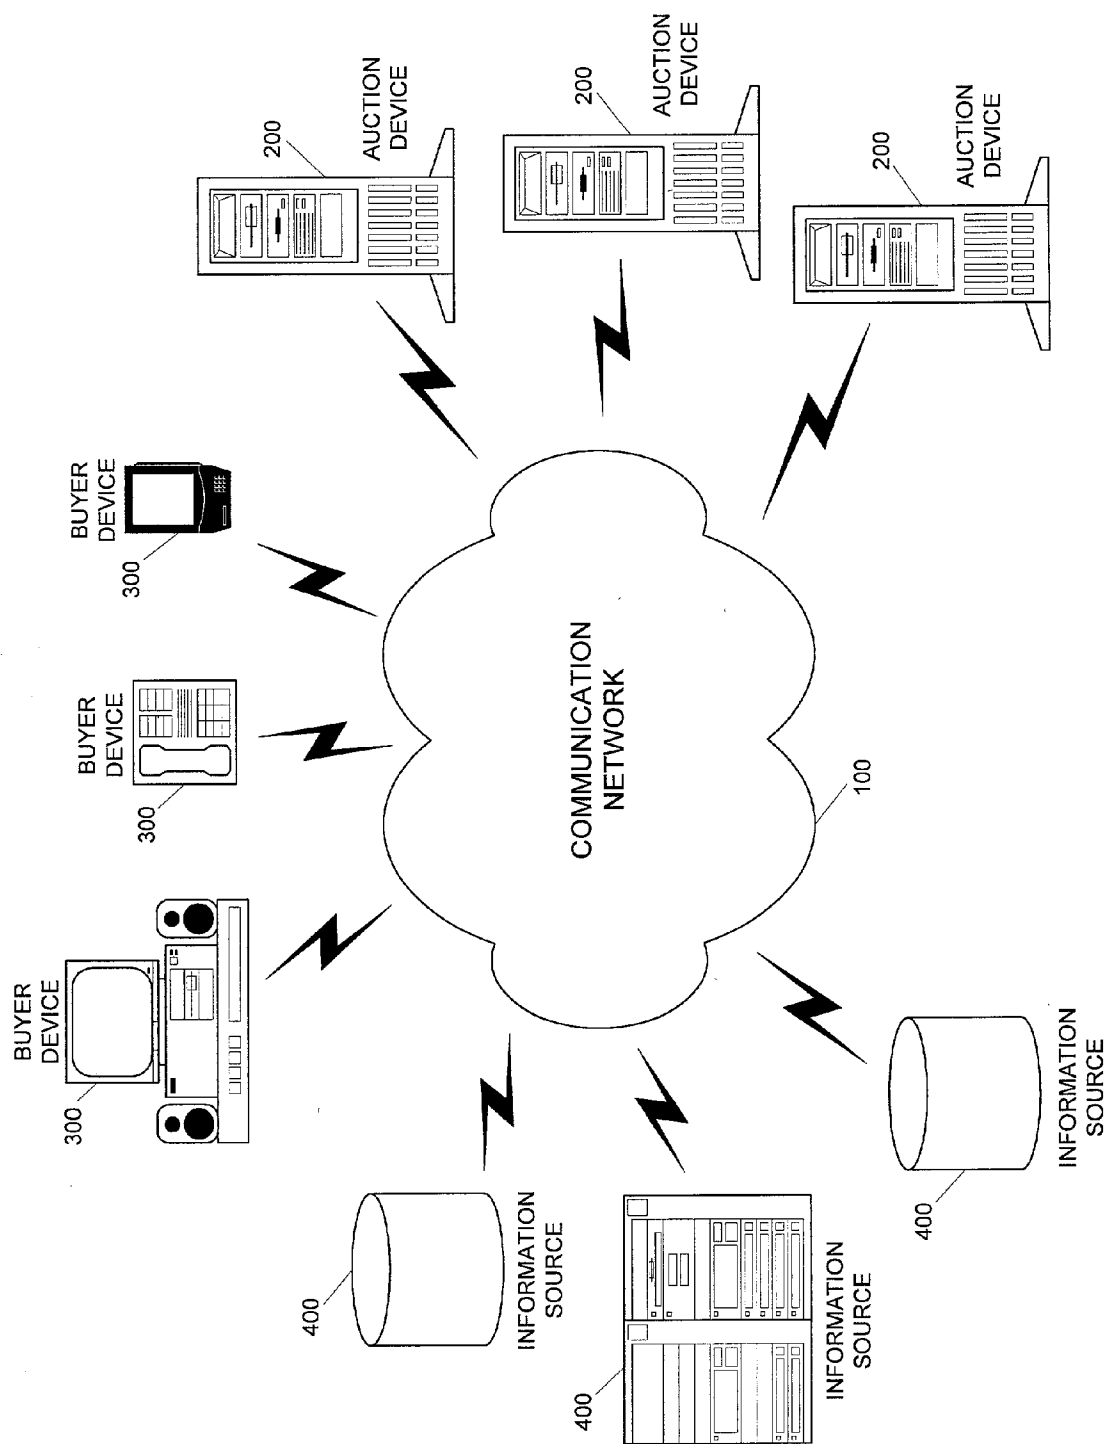 BUYER
DEVICE
300
BUYER
DEVICE
300
BUYER
DEVICE
300
200
AUCTION
DEVICE
200
AUCTION
DEVICE
200
AUCTION
DEVICE
COMMUNICATION
NETWORK
100
400
INFORMATION
SOURCE
400
INFORMATION
SOURCE
400
INFORMATION
SOURCE